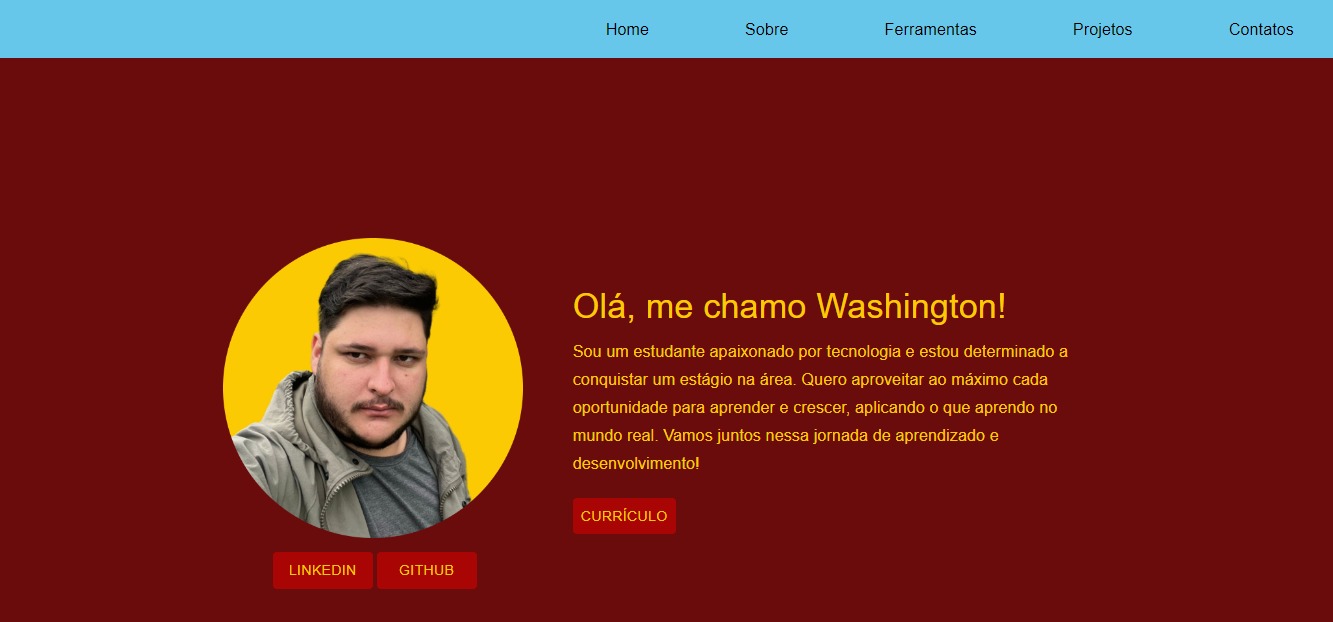 Home Sobre Ferramentas Projetos Contatos
Olá, me chamo Washington!
Sou um estudante apaixonado por tecnologia e estou determinado a
conquistar um estágio na área. Quero aproveitar ao máximo cada
oportunidade para aprender e crescer, aplicando o que aprendo no
mundo real. Vamos juntos nessa jornada de aprendizado e
desenvolvimento!
CURRÍCULO
LINKEDIN GITHUB